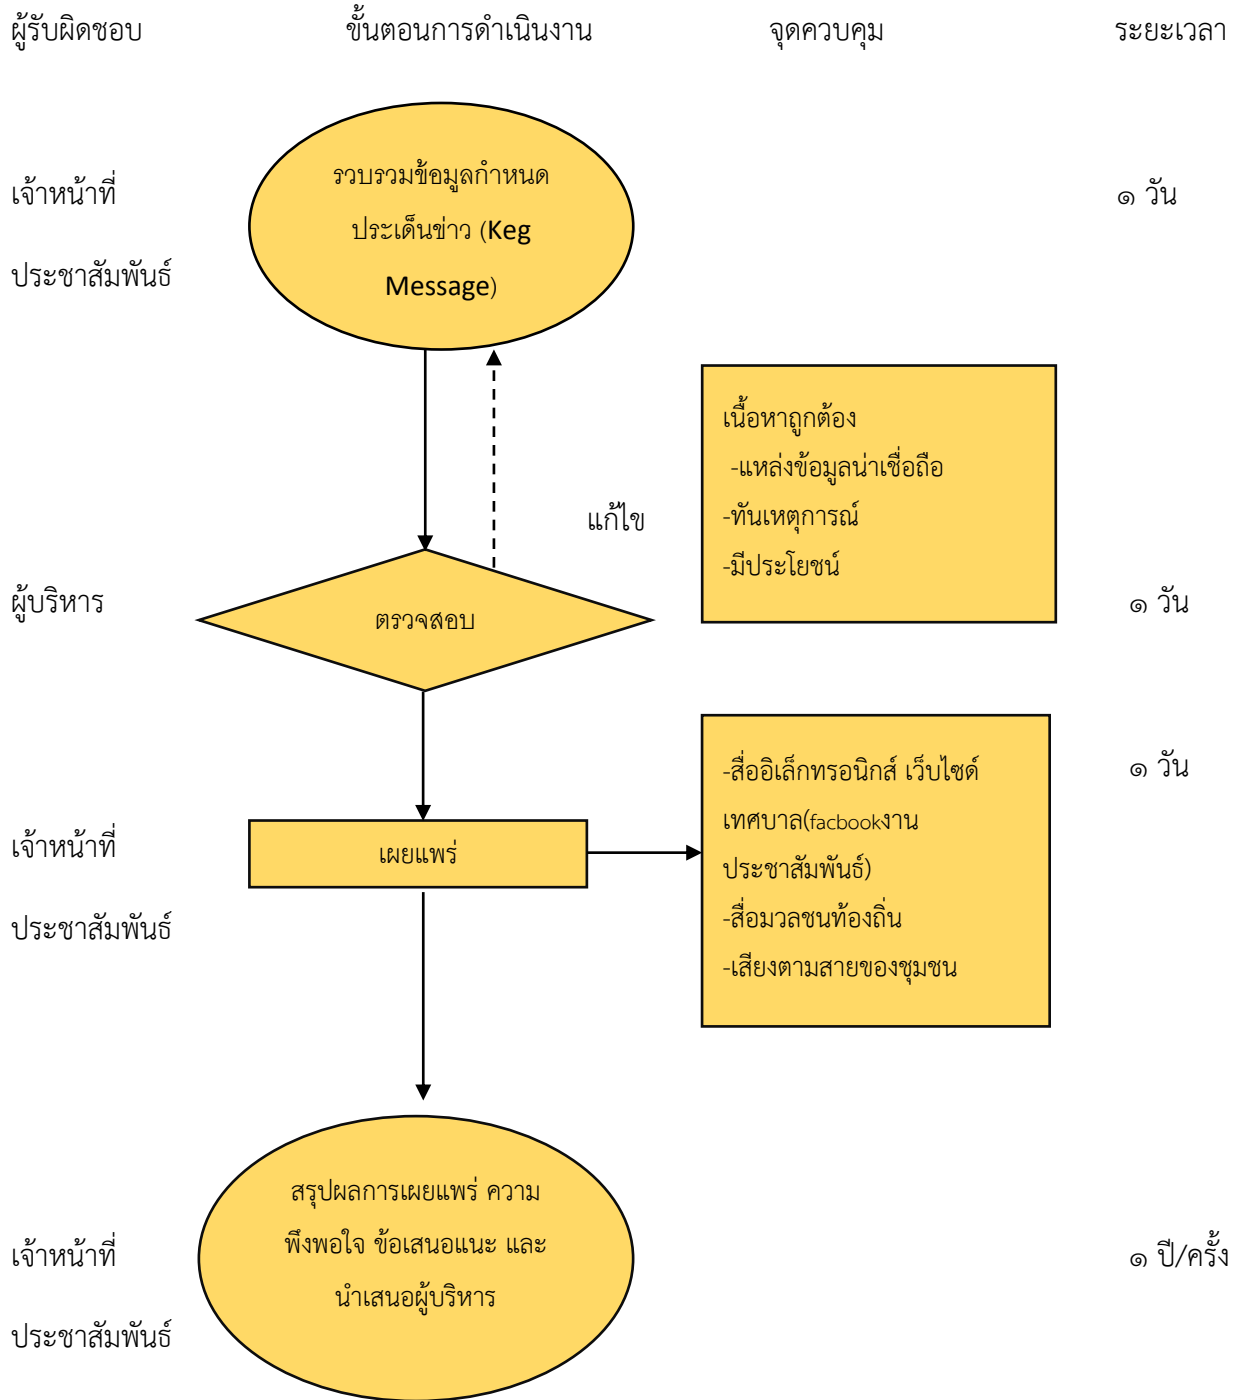 ผู้รับผิดชอบ ขั้นตอนการดำเนินงาน จุดควบคุม ระยะเวลา
เจ้าหน้าที่
ประชาสัมพันธ์
รวบรวมข้อมูลกำหนด
ประเด็นข่าว (Keg
Message)
๑ วัน
เนื้อหาถูกต้อง
-แหล่งข้อมูลน่าเชื่อถือ
-ทันเหตุการณ์
-มีประโยชน์
แก้ไข
ผู้บริหาร
ตรวจสอบ
๑ วัน
เจ้าหน้าที่
ประชาสัมพันธ์
เผยแพร่
-สื่ออิเล็กทรอนิกส์ เว็บไซด์
เทศบาล(facbookงาน
ประชาสัมพันธ์)
-สื่อมวลชนท้องถิ่น
-เสียงตามสายของชุมชน
๑ วัน
เจ้าหน้าที่
ประชาสัมพันธ์
สรุปผลการเผยแพร่ ความ
พึงพอใจ ข้อเสนอแนะ และ
นำเสนอผู้บริหาร
๑ ปี/ครั้ง